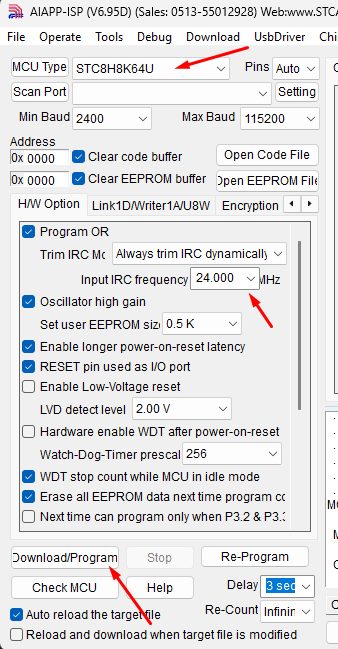 AIAPP-ISP (V6.95D) (Sales: 0513-55012928) Web:www.STC
File Operate Tools Debug Download UsbDriver Chi
MCU Type STC8H8K64U Pins Auto
Scan Port Setting
Min Baud 2400 Max Baud 115200
Address
0x 0000 Clear code buffer Open Code File
0x 0000 Clear EEPROM buffer Open EEPROM File
H/W Option Link1D/Writer1A/U8W Encryption
Program OR
Trim IRC Mo Always trim IRC dynamically
Input IRC frequency 24.000 MHz
Oscillator high gain
Set user EEPROM size 0.5 K
Enable longer power-on-reset latency
RESET pin used as I/O port
Enable Low-Voltage reset
LVD detect level 2.00 V
Hardware enable WDT after power-on-reset
Watch-Dog-Timer prescal 256
WDT stop count while MCU in idle mode
Erase all EEPROM data next time program co
Next time can program only when P3.2 & P3.
Download/Program Stop Re-Program
Check MCU Help Delay 3 sec
Auto reload the target file Re-Count Infinin
Reload and download when target file is modified